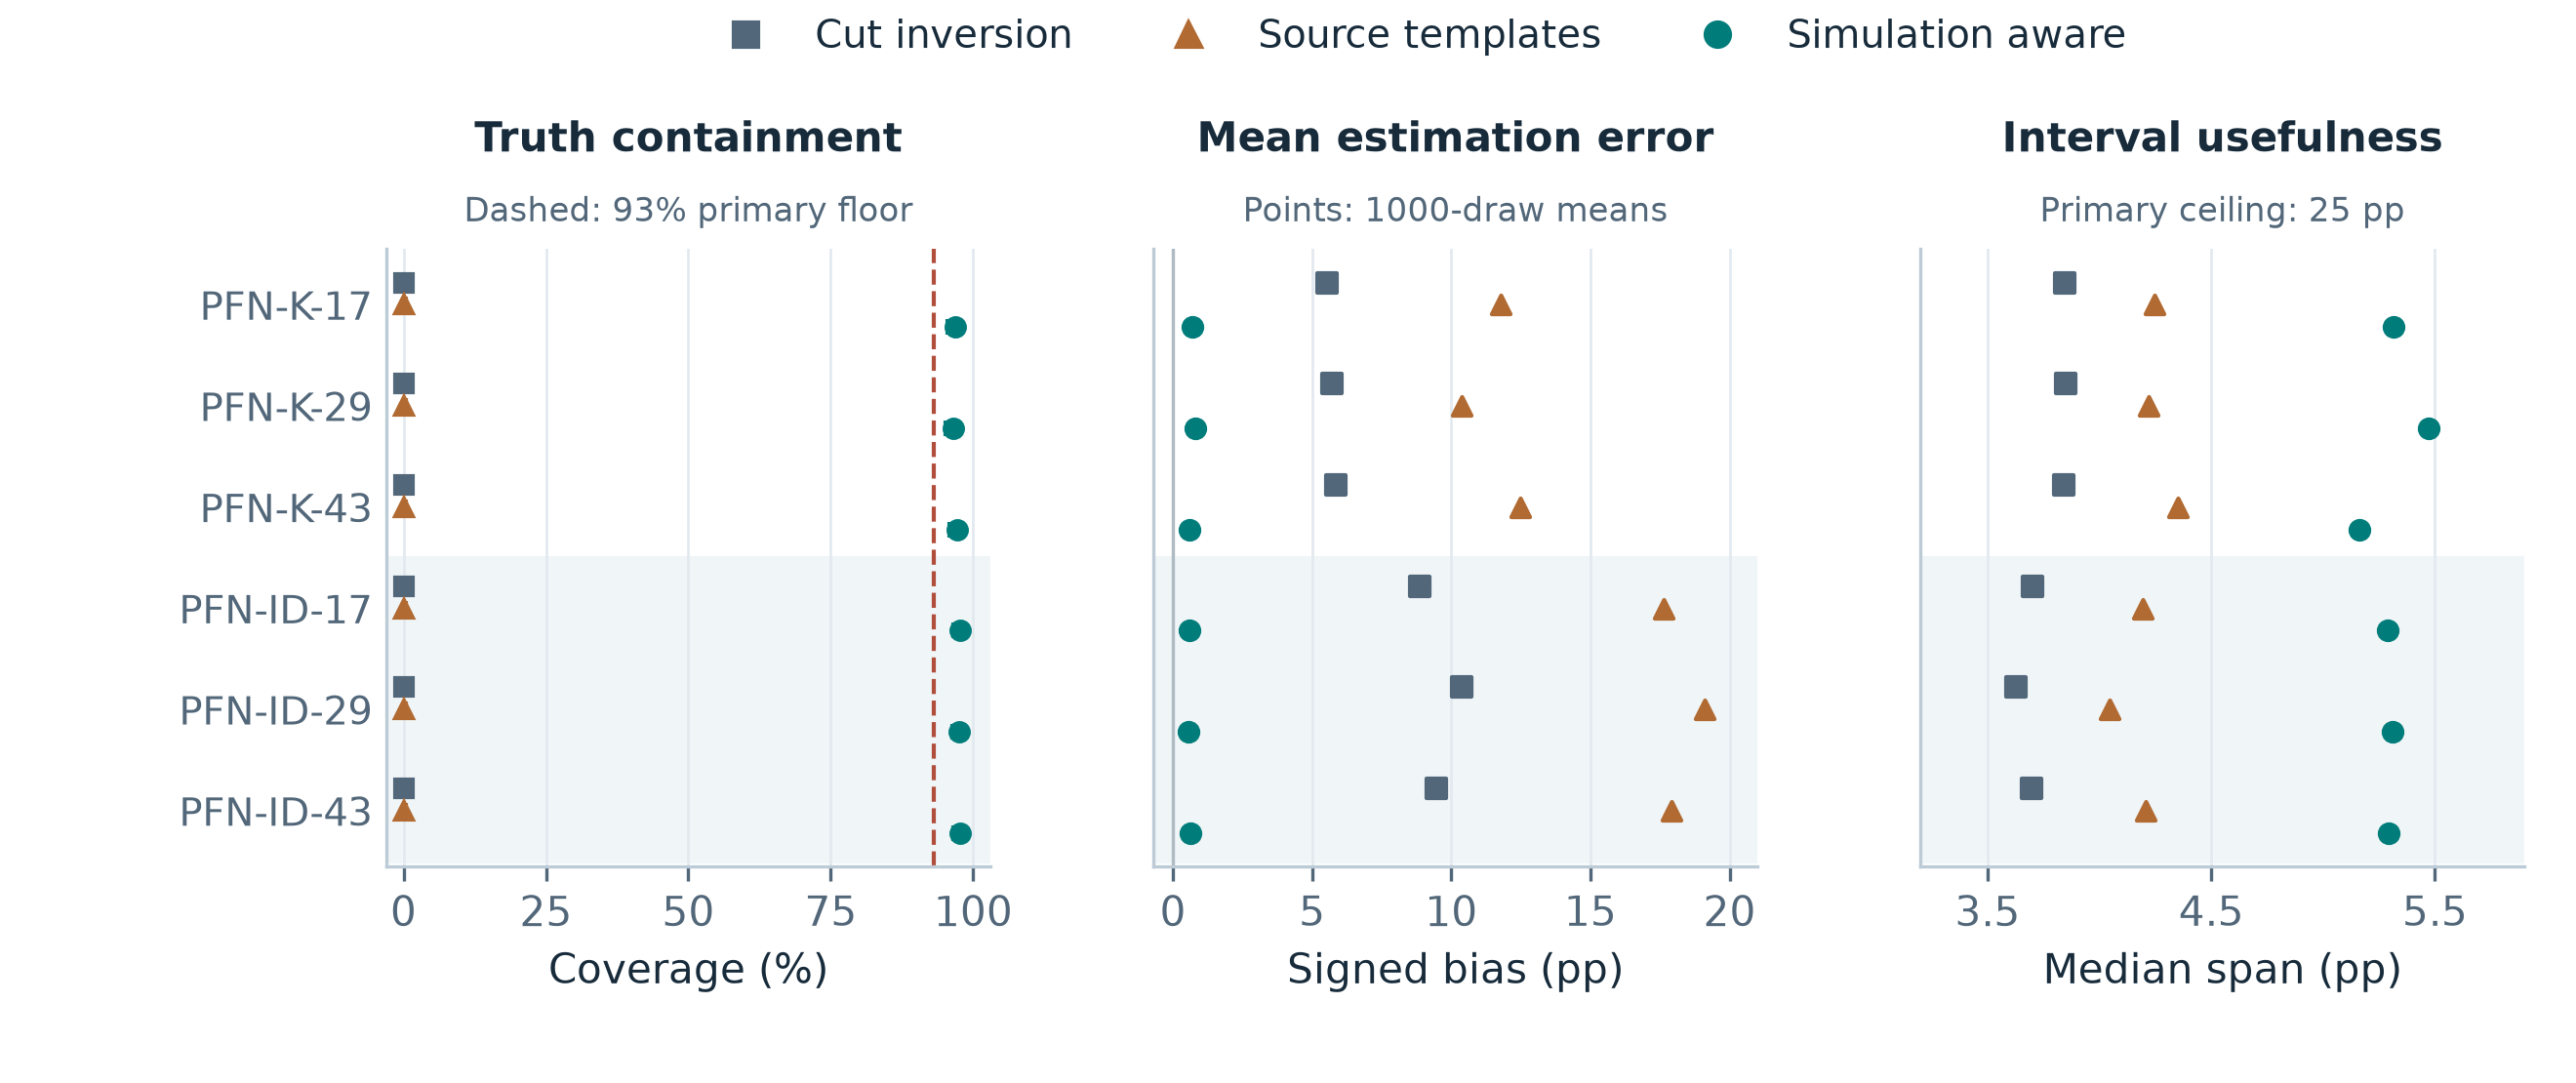 Cut inversion Source templates Simulation aware
Truth containment
Dashed: 93% primary floor
Mean estimation error
Points: 1000-draw means
Interval usefulness
Primary ceiling: 25 pp
PFN-K-17
PFN-K-29
PFN-K-43
PFN-ID-17
PFN-ID-29
PFN-ID-43
0 25 50 75 100
Coverage (%)
0 5 10 15 20
Signed bias (pp)
3.5 4.5 5.5
Median span (pp)